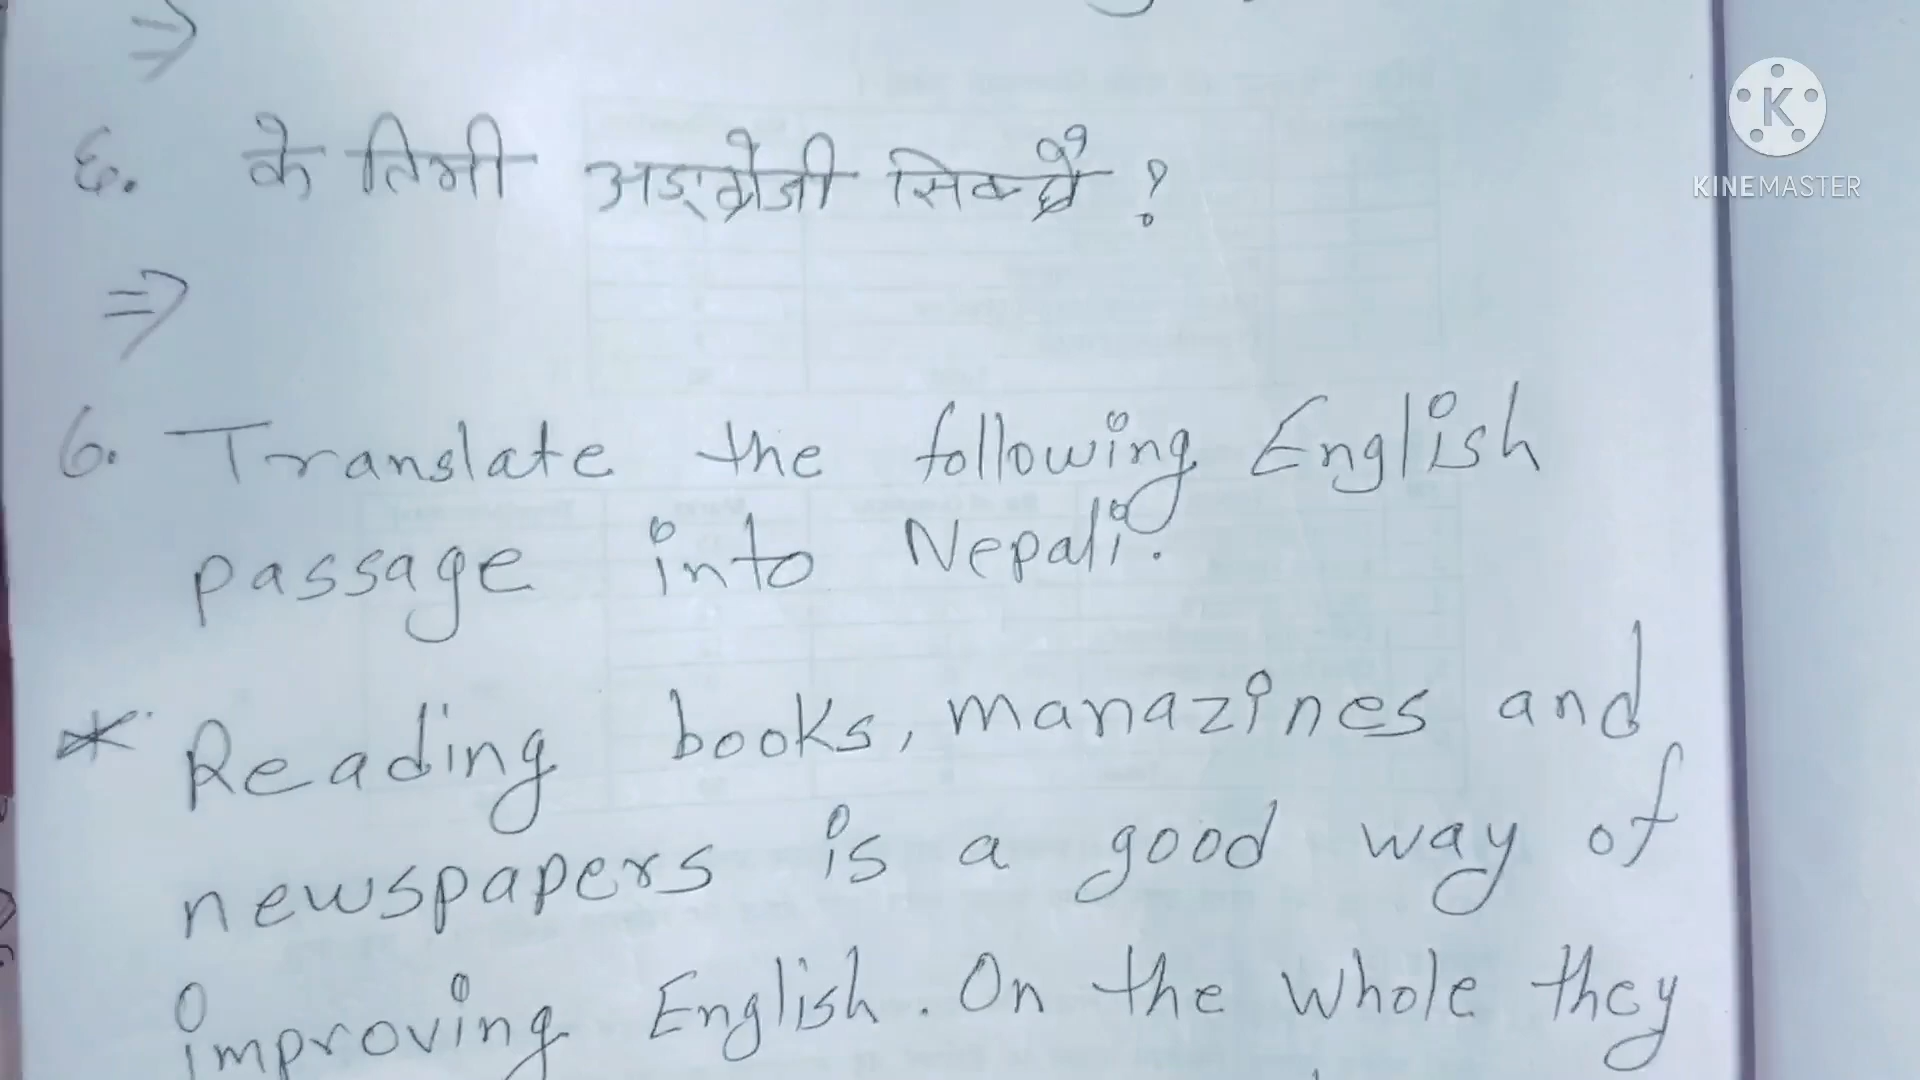 ⇒
६. के तिमी अङ्ग्रेजी सिक्छौ ?
⇒
6. Translate the following English
passage into Nepali.
* Reading books, manazines and
newspapers is a good way of
improving English. On the whole they
K
KINEMASTER